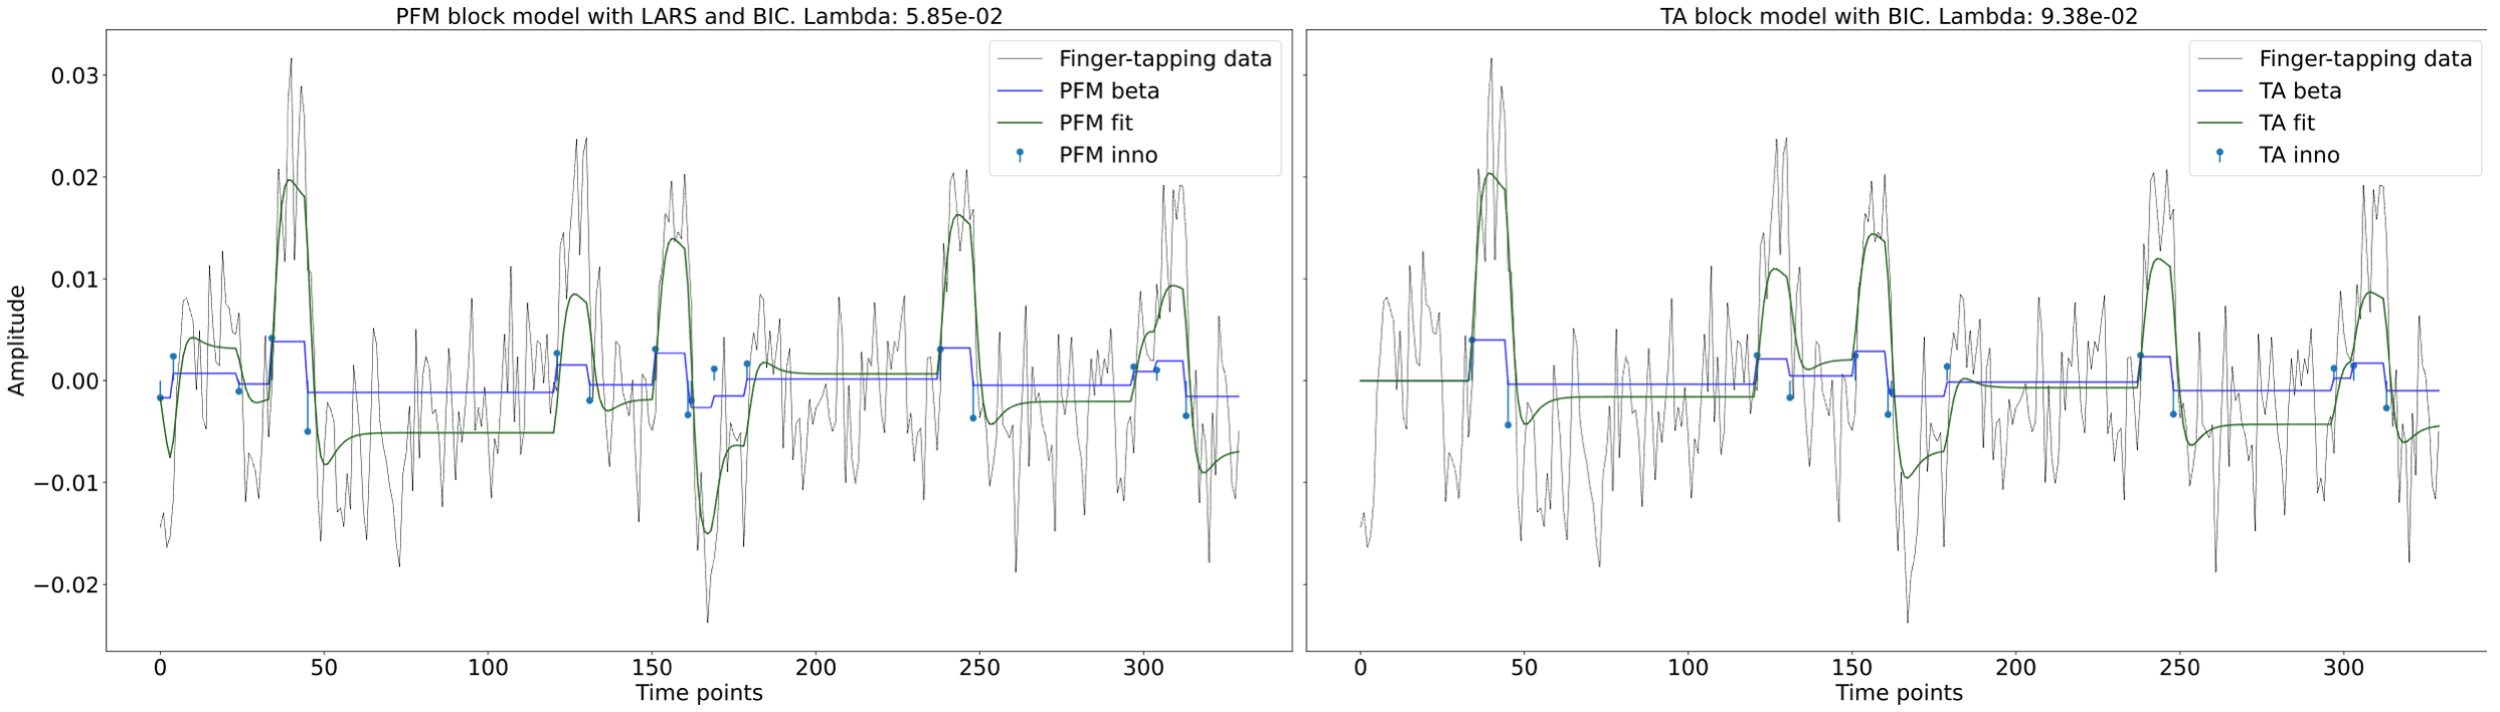 PFM block model with LARS and BIC. Lambda: 5.85e-02
Finger-tapping data
PFM beta
PFM fit
PFM inno
0.03
0.02
0.01
0.00
−0.01
−0.02
Amplitude
0 50 100 150 200 250 300
Time points
TA block model with BIC. Lambda: 9.38e-02
Finger-tapping data
TA beta
TA fit
TA inno
0 50 100 150 200 250 300
Time points